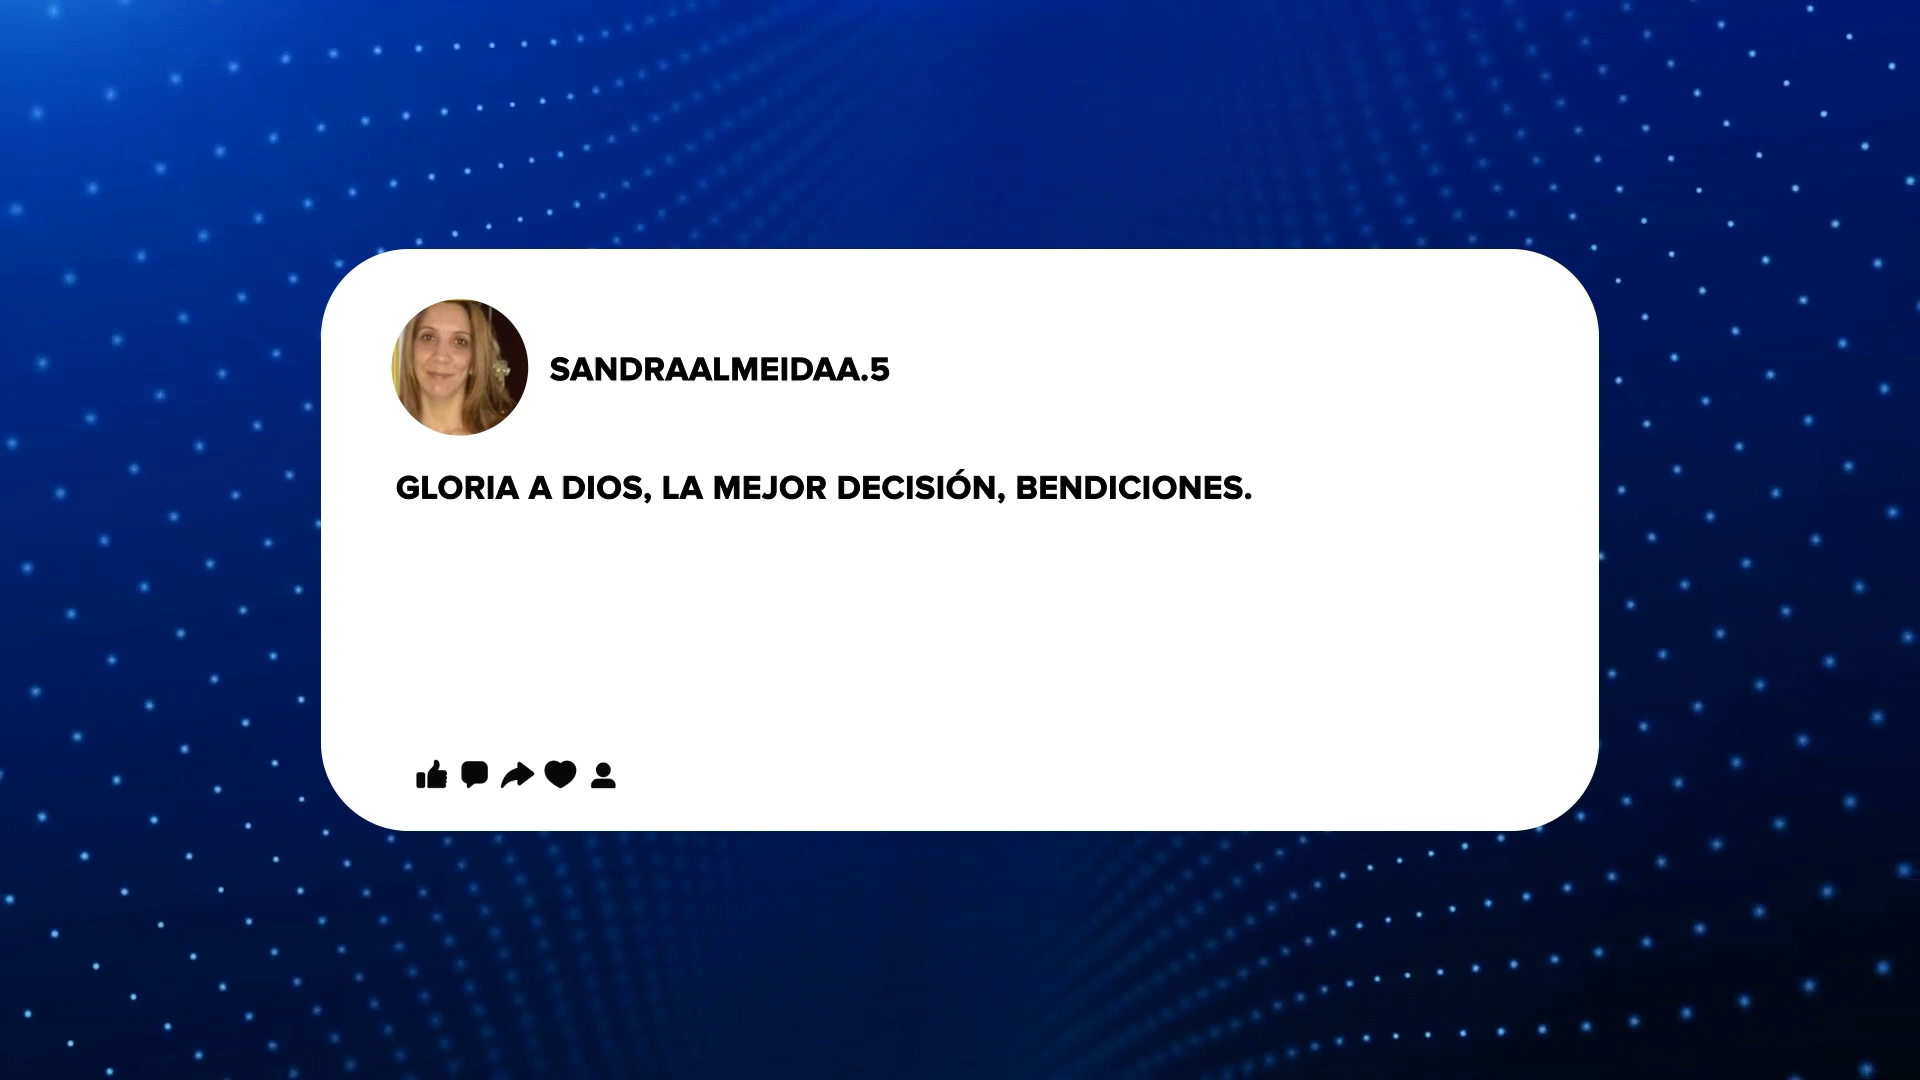 SANDRAALMEIDAA.5
GLORIA A DIOS, LA MEJOR DECISIÓN, BENDICIONES.